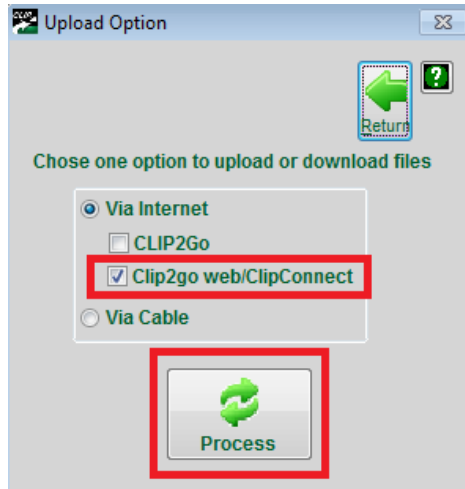 Upload Option
?
Return
Chose one option to upload or download files
Via Internet
CLIP2Go
Clip2go web/ClipConnect
Via Cable
Process